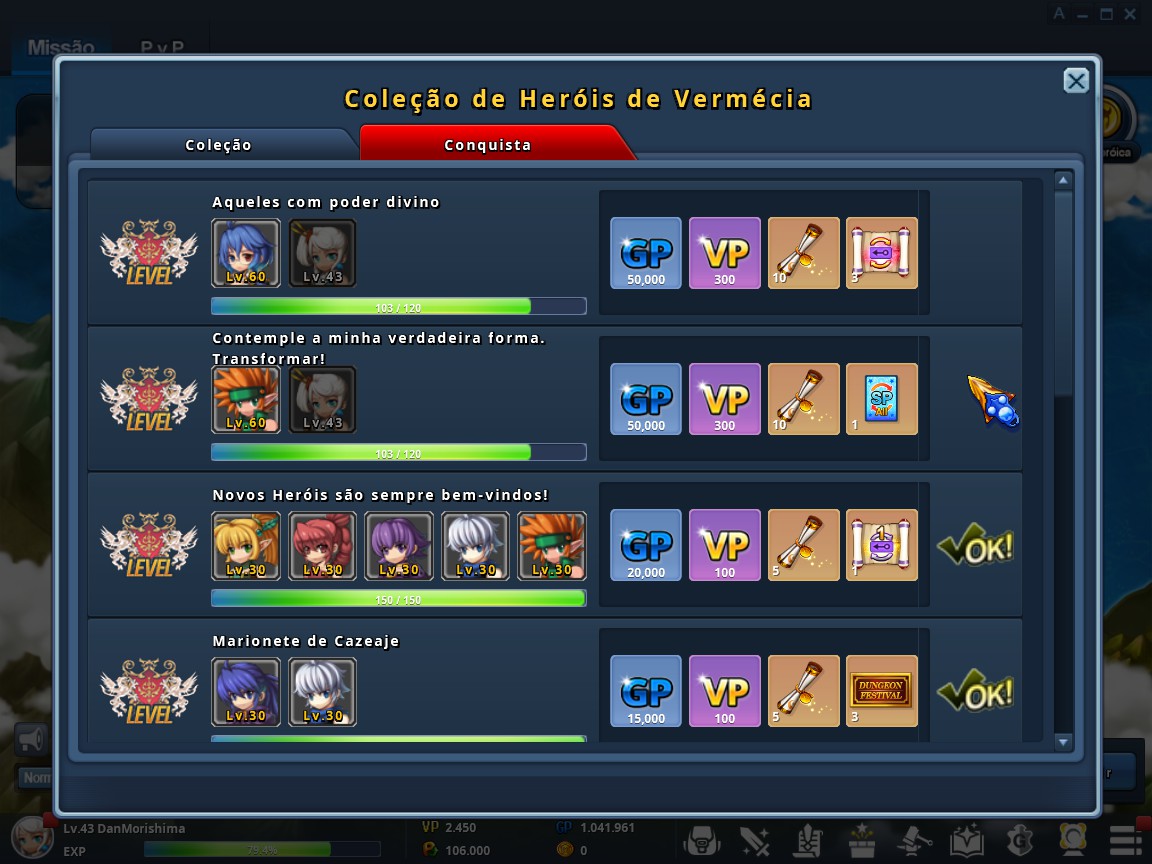 A
Missão
PvP
Coleção de Heróis de Vermécia
Coleção
Conquista
róica
Aqueles com poder divino
LEVEL
Lv.60
Lv.43
103 / 120
GP
50,000
VP
300
10
3
Contemple a minha verdadeira forma.
Transformar!
LEVEL
Lv.60
Lv.43
103 / 120
GP
50,000
VP
300
10
SP
All
1
Novos Heróis são sempre bem-vindos!
LEVEL
Lv.30
Lv.30
Lv.30
Lv.30
Lv.30
150 / 150
GP
20,000
VP
100
5
1
1
OK!
Marionete de Cazeaje
LEVEL
Lv.30
Lv.30
GP
15,000
VP
100
5
DUNGEON
FESTIVAL
3
OK!
Norm
r
Lv.43 DanMorishima
EXP
79.4%
VP 2.450
GP 1.041.961
106.000
0